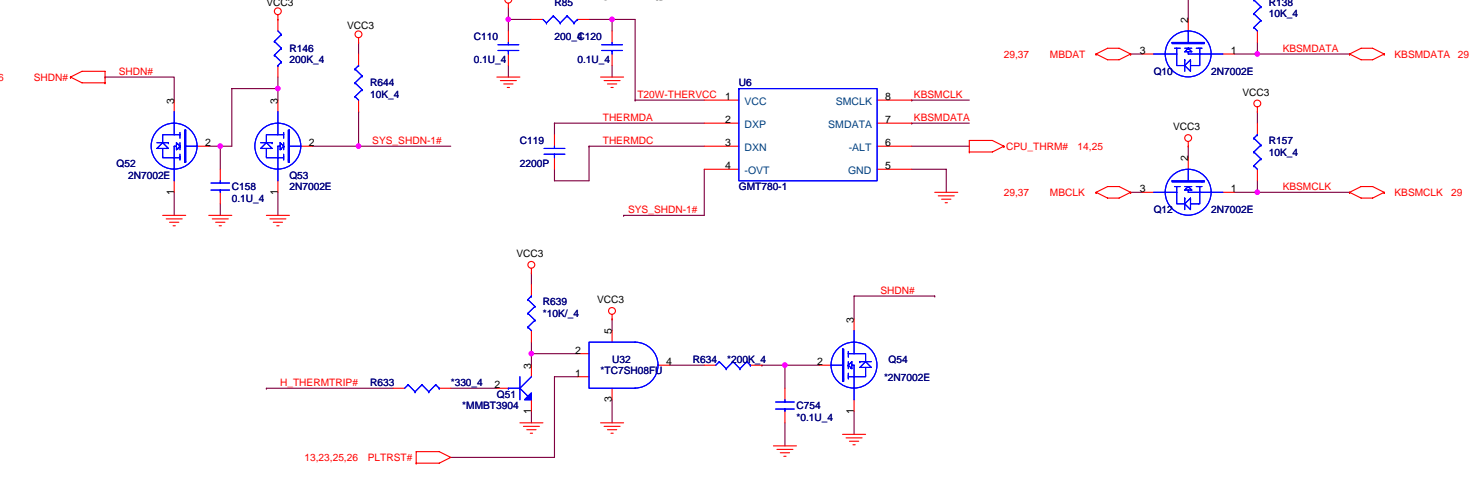 VCC3
R146
200K_4
VCC3
R644
10K_4
6
SHDN#
SHDN#
3
3
2
2
SYS_SHDN-1#
Q52
2N7002E
1
C158
0.1U_4
Q53
2N7002E
1
R85
200_4
C110
0.1U_4
C120
0.1U_4
T20W-THERVCC
THERMDA
THERMDC
C119
2200P
SYS_SHDN-1#
U6
1
VCC
2
DXP
3
DXN
4
-OVT
SMCLK
8
KBSMCLK
SMDATA
7
KBSMDATA
-ALT
6
CPU_THRM# 14,25
GND
5
GMT780-1
R138
10K_4
2
29,37 MBDAT
3
1
KBSMDATA
KBSMDATA 29
Q10
2N7002E
VCC3
VCC3
R157
10K_4
2
29,37 MBCLK
3
1
KBSMCLK
KBSMCLK 29
Q12
2N7002E
VCC3
R639
*10K/_4
VCC3
5
2
1
U32
*TC7SH08FU
4
3
H_THERMTRIP#
R633
*330_4
2
3
Q51
*MMBT3904
1
13,23,25,26 PLTRST#
R634
*200K_4
C754
*0.1U_4
SHDN#
3
2
Q54
*2N7002E
1